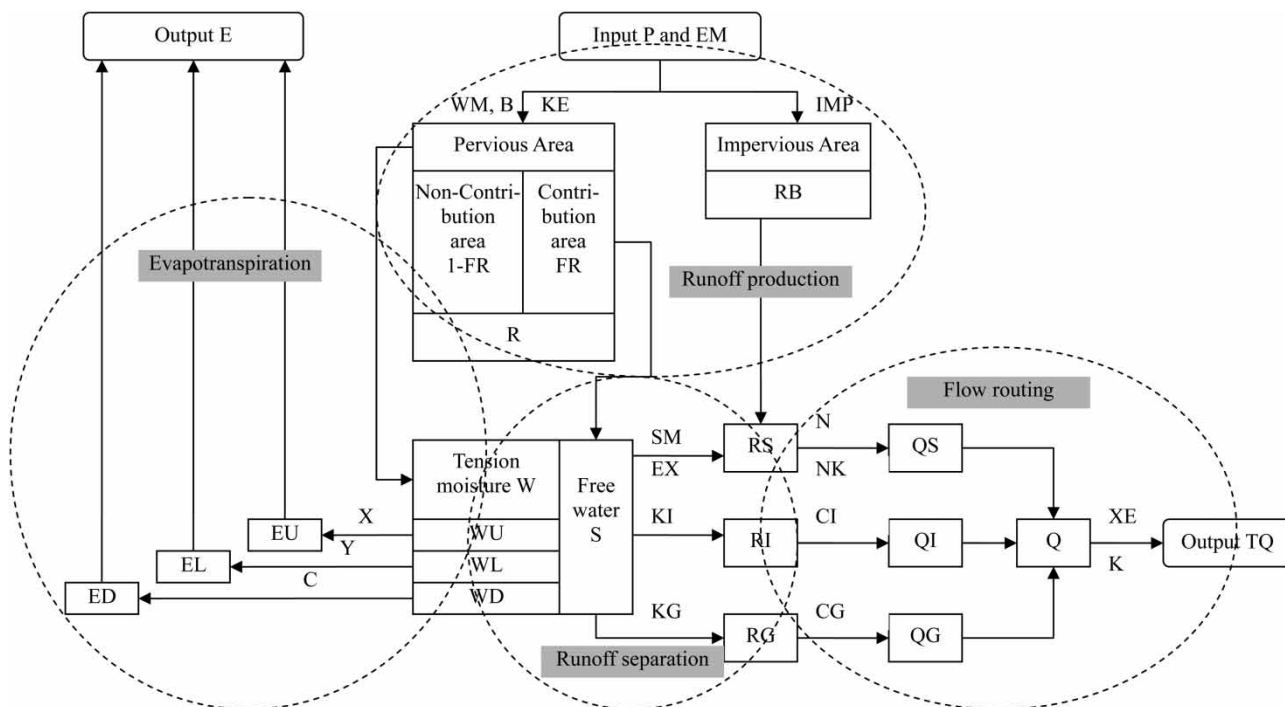 Output E
Input P and EM
WM, B
KE
IMP
Pervious Area
Impervious Area
Non-Contri-
bution
area
1-FR
Contri-
bution
area
FR
RB
Evapotranspiration
Runoff production
R
Flow routing
Tension
moisture W
Free
water
S
SM
EX
RS
N
NK
QS
X
Y
EU
WU
KI
RI
CI
QI
Q
XE
K
Output TQ
EL
C
WL
ED
WD
KG
RG
CG
QG
Runoff separation